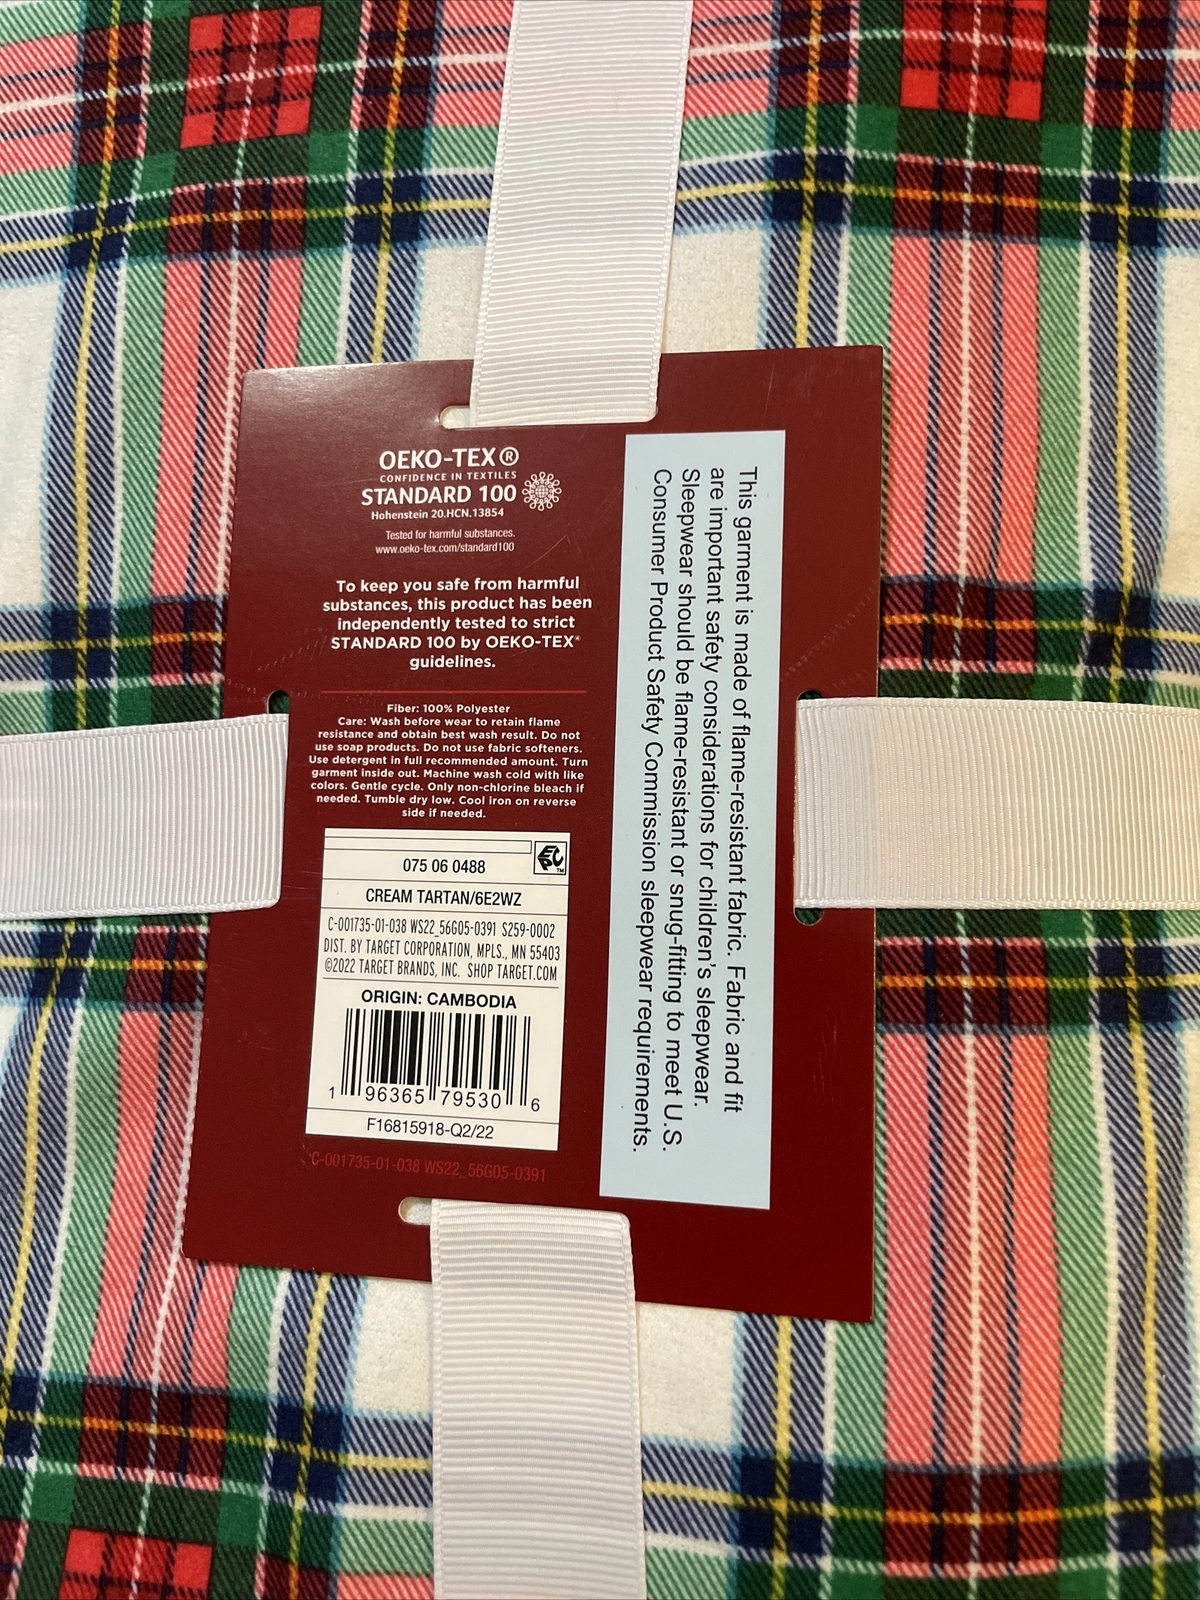 OEKO-TEX®
CONFIDENCE IN TEXTILES
STANDARD 100
Hohenstein 20.HCN.13854
Tested for harmful substances.
www.oeko-tex.com/standard100
To keep you safe from harmful
substances, this product has been
independently tested to strict
STANDARD 100 by OEKO-TEX®
guidelines.
Fiber: 100% Polyester
Care: Wash before wear to retain flame
resistance and obtain best wash result. Do not
use soap products. Do not use fabric softeners.
Use detergent in full recommended amount. Turn
garment inside out. Machine wash cold with like
colors. Gentle cycle. Only non-chlorine bleach if
needed. Tumble dry low. Cool iron on reverse
side if needed.
075 06 0488
CREAM TARTAN/6E2WZ
C-001735-01-038 WS22_56G05-0391 S259-0002
DIST. BY TARGET CORPORATION, MPLS., MN 55403
©2022 TARGET BRANDS, INC. SHOP TARGET.COM
ORIGIN: CAMBODIA
1 96365 79530 6
F16815918-Q2/22
C-001735-01-038 WS22_56G05-0391
This garment is made of flame-resistant fabric. Fabric and fit
are important safety considerations for children's sleepwear.
Sleepwear should be flame-resistant or snug-fitting to meet U.S.
Consumer Product Safety Commission sleepwear requirements.